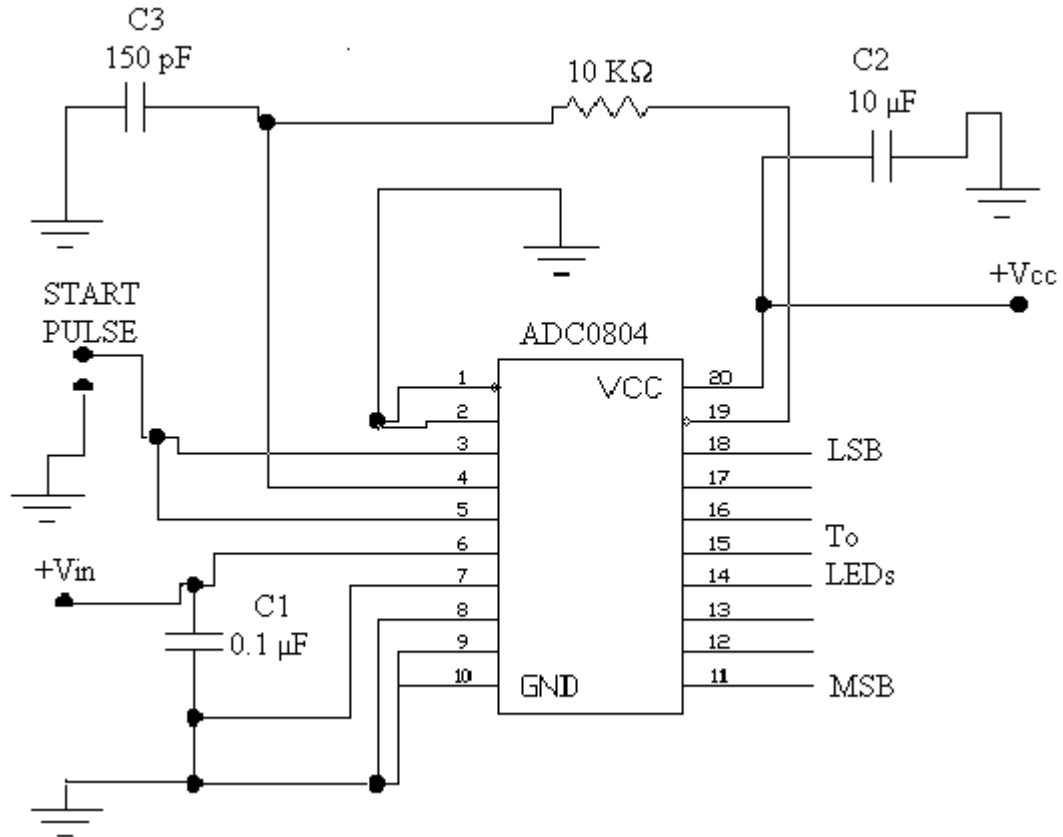 C3
150 pF
10 KΩ
C2
10 µF
+Vcc
START
PULSE
ADC0804
1
VCC
20
2
19
3
18
LSB
4
17
5
16
6
15
To
+Vin
7
14
LEDs
C1
8
13
0.1 µF
9
12
10
GND
11
MSB